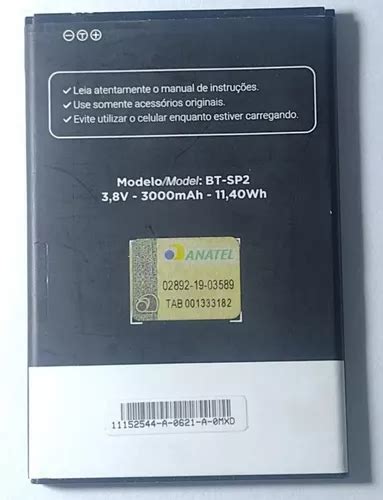 ⊖ T ⊕
✓ Leia atentamente o manual de instruções.
✓ Use somente acessórios originais.
✓ Evite utilizar o celular enquanto estiver carregando.
Modelo/Model: BT-SP2
3,8V - 3000mAh - 11,40Wh
ANATEL
02892-19-03589
TAB 001333182
11152544-A-0621-A-0MXD